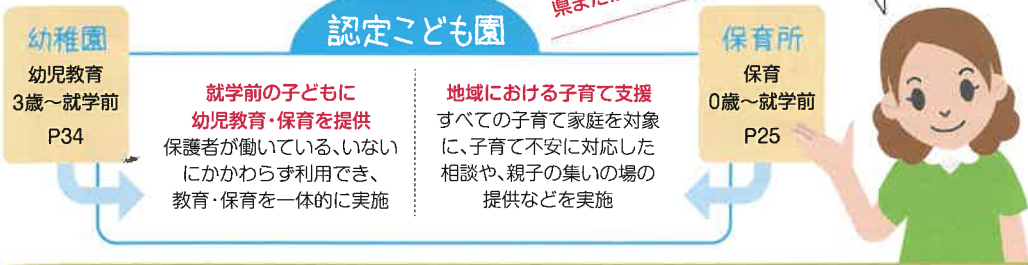 県または
認定こども園
幼稚園
幼児教育
3歳〜就学前
P34
就学前の子どもに
幼児教育・保育を提供
保護者が働いている、いない
にかかわらず利用でき、
教育・保育を一体的に実施
地域における子育て支援
すべての子育て家庭を対象
に、子育て不安に対応した
相談や、親子の集いの場の
提供などを実施
保育所
保育
0歳〜就学前
P25